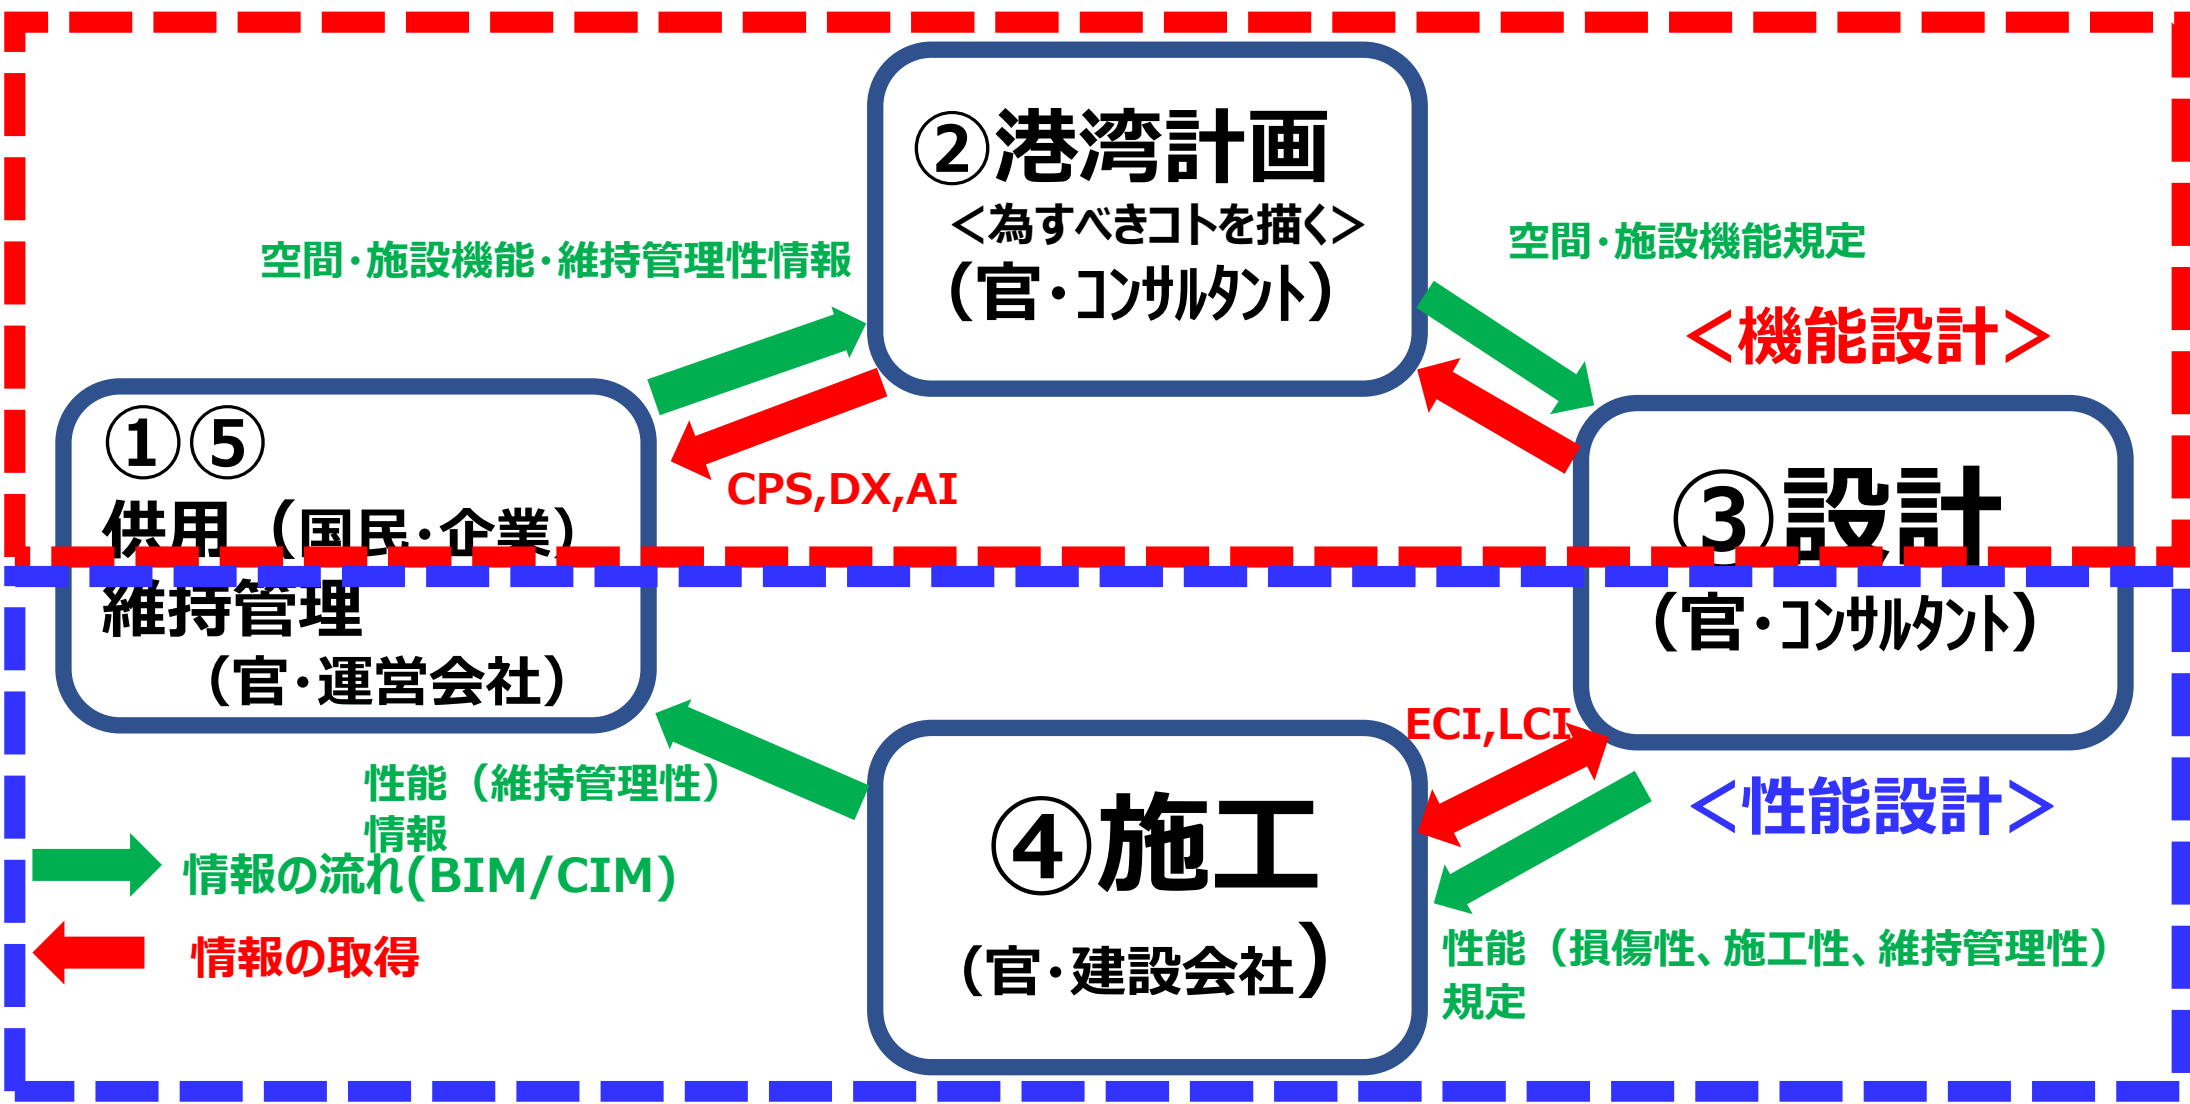 ②港湾計画
＜為すべきコトを描く＞
（官・コンサルタント）
空間・施設機能・維持管理性情報
空間・施設機能規定
＜機能設計＞
CPS,DX,AI
①⑤
供用（国民・企業）
維持管理
（官・運営会社）
③設計
（官・コンサルタント）
ECI,LCI
＜性能設計＞
④施工
（官・建設会社）
性能（維持管理性）
情報
情報の流れ(BIM/CIM)
情報の取得
性能（損傷性、施工性、維持管理性）
規定